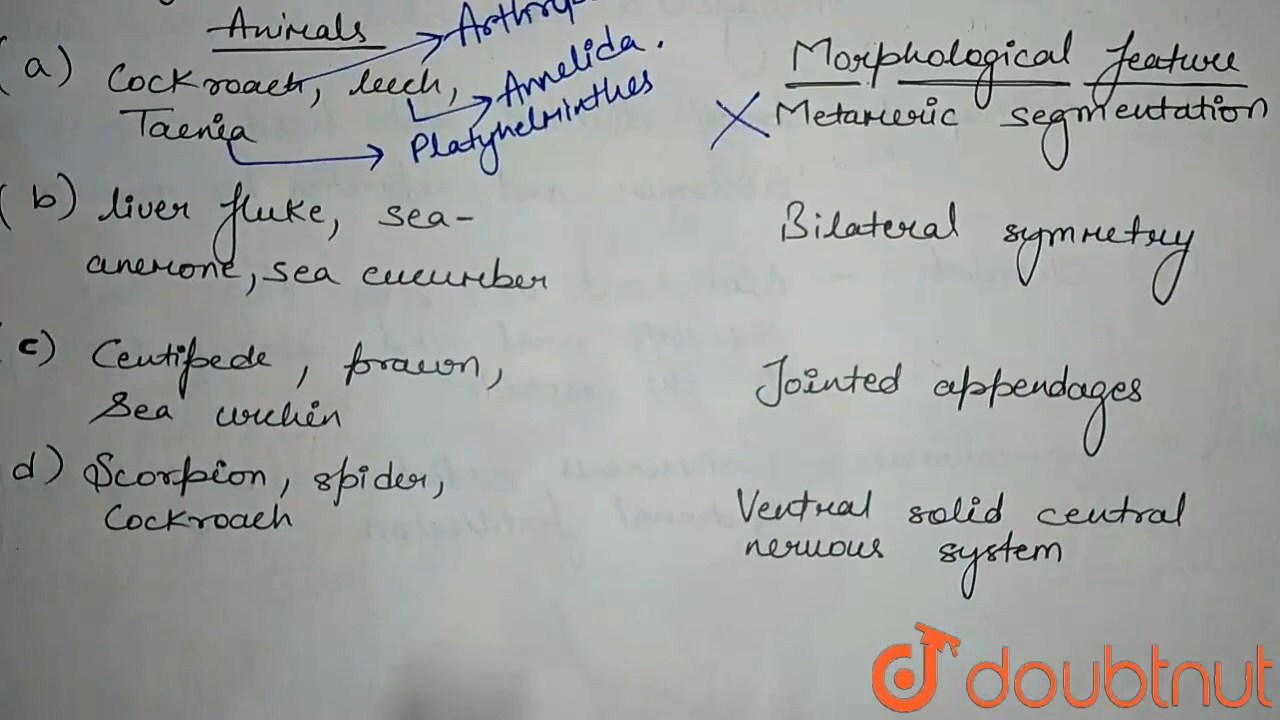 Animals
Morphological feature
(a) Cockroach, leech,
Taenia
Annelida.
Platyhelminthes
X Metameric segmentation
(b) liver fluke, sea-
anemone, sea cucumber
Bilateral symmetry
c) Centipede, prawn,
Sea urchin
Jointed appendages
d) Scorpion, spider,
Cockroach
Ventral solid central
nervous system
doubtnut